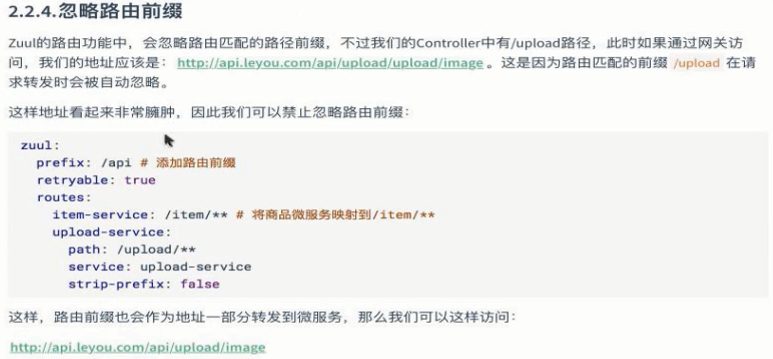 2.2.4.忽略路由前缀
Zuul的路由功能中，会忽略路由匹配的路径前缀，不过我们的Controller中有/upload路径，此时如果通过网关访
问，我们的地址应该是：http://api.leyou.com/api/upload/upload/image。这是因为路由匹配的前缀 /upload 在请
求转发时会被自动忽略。
这样地址看起来非常臃肿，因此我们可以禁止忽略路由前缀：
zuul:
  prefix: /api # 添加路由前缀
  retryable: true
  routes:
    item-service: /item/** # 将商品微服务映射到/item/**
    upload-service:
      path: /upload/**
      service: upload-service
      strip-prefix: false
这样，路由前缀也会作为地址一部分转发到微服务，那么我们可以这样访问：
http://api.leyou.com/api/upload/image